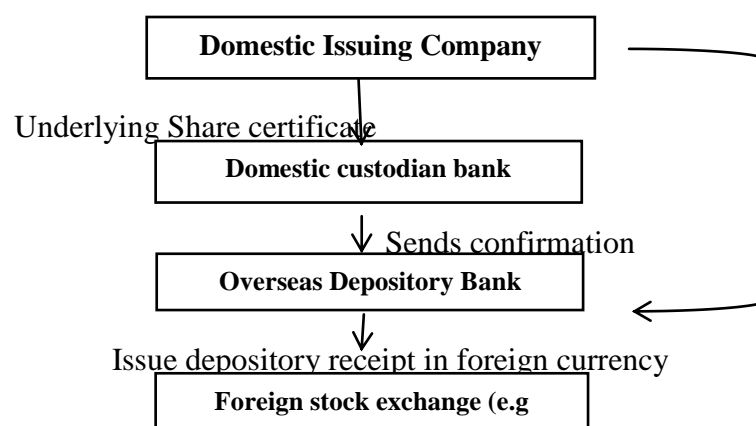 Domestic Issuing Company
Underlying Share certificate
Domestic custodian bank
Sends confirmation
Overseas Depository Bank
Issue depository receipt in foreign currency
Foreign stock exchange (e.g